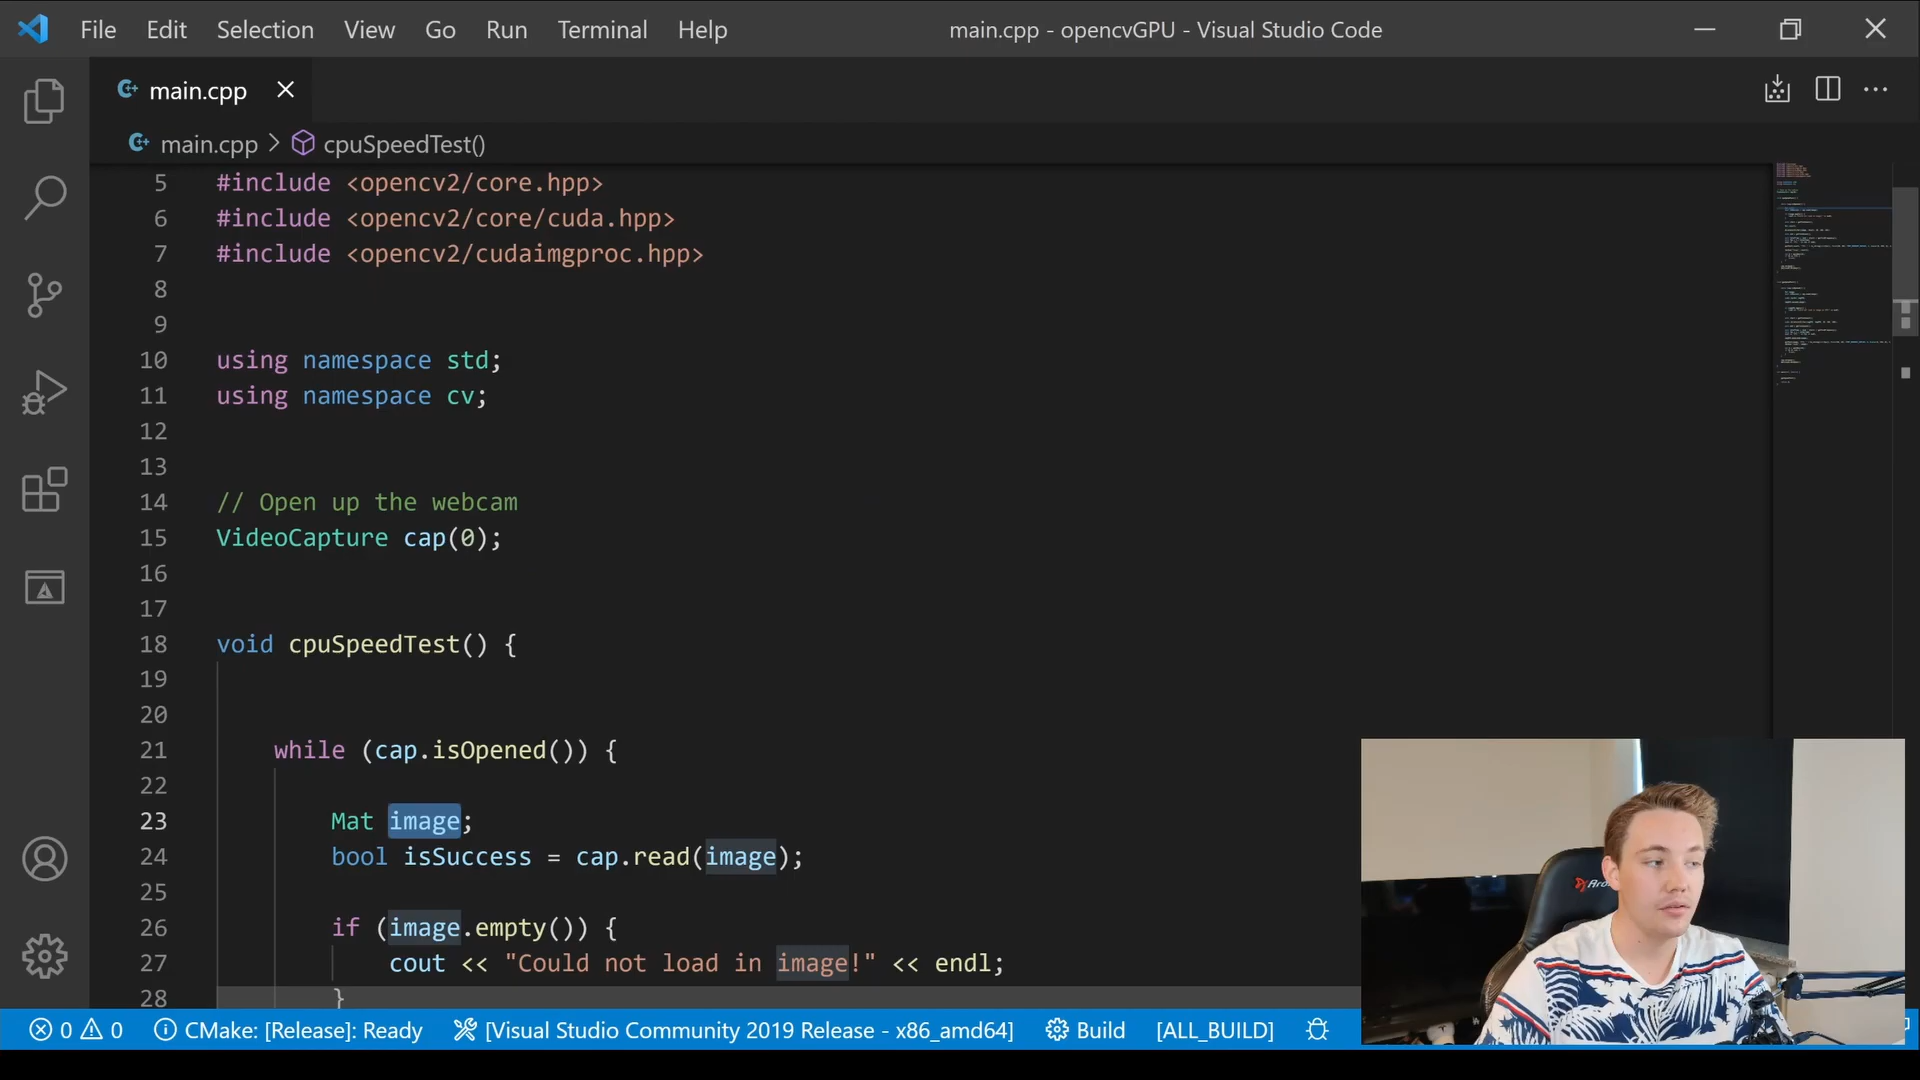 File Edit Selection View Go Run Terminal Help main.cpp - opencvGPU - Visual Studio Code
main.cpp
main.cpp > cpuSpeedTest()
5 #include <opencv2/core.hpp>
6 #include <opencv2/core/cuda.hpp>
7 #include <opencv2/cudaimgproc.hpp>
8
9
10 using namespace std;
11 using namespace cv;
12
13
14 // Open up the webcam
15 VideoCapture cap(0);
16
17
18 void cpuSpeedTest() {
19
20
21 while (cap.isOpened()) {
22
23 Mat image;
24 bool isSuccess = cap.read(image);
25
26 if (image.empty()) {
27 cout << "Could not load in image!" << endl;
28 }
0 0 CMake: [Release]: Ready [Visual Studio Community 2019 Release - x86_amd64] Build [ALL_BUILD]